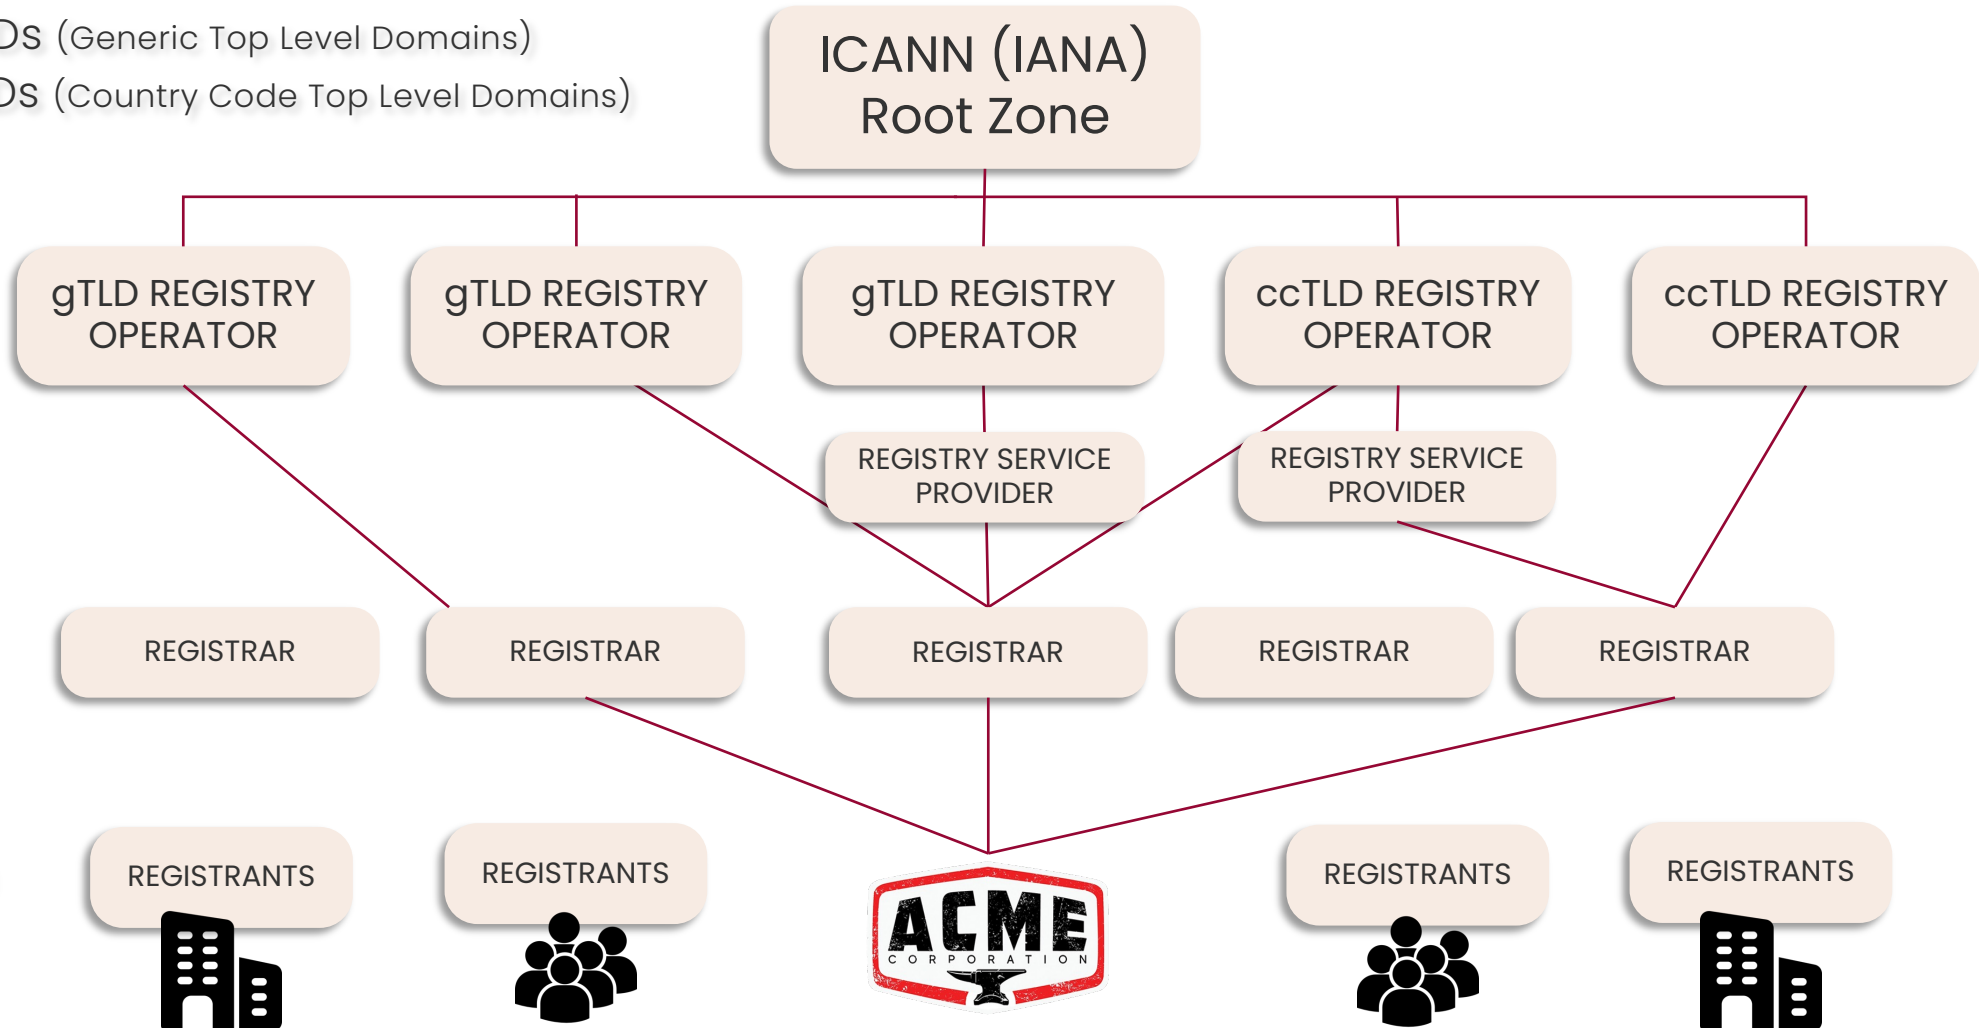 Ds (Generic Top Level Domains)
Ds (Country Code Top Level Domains)
ICANN (IANA)
Root Zone
gTLD REGISTRY
OPERATOR
gTLD REGISTRY
OPERATOR
gTLD REGISTRY
OPERATOR
ccTLD REGISTRY
OPERATOR
ccTLD REGISTRY
OPERATOR
REGISTRY SERVICE
PROVIDER
REGISTRY SERVICE
PROVIDER
REGISTRAR
REGISTRAR
REGISTRAR
REGISTRAR
REGISTRAR
REGISTRANTS
REGISTRANTS
ACME
CORPORATION
REGISTRANTS
REGISTRANTS